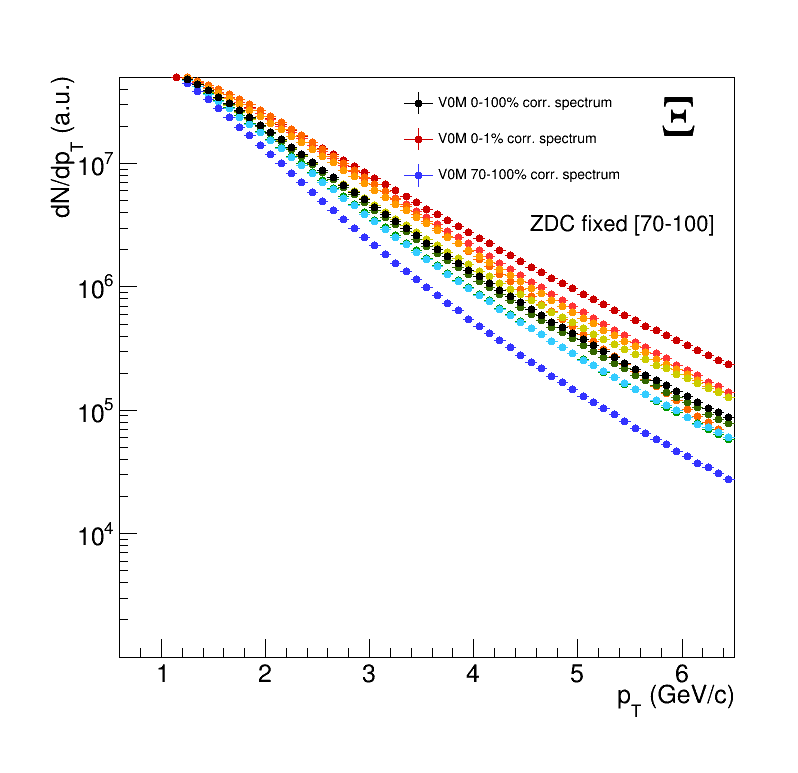 dN/dp_T (a.u.)
V0M 0-100% corr. spectrum
Ξ
V0M 0-1% corr. spectrum
V0M 70-100% corr. spectrum
ZDC fixed [70-100]
10^7
10^6
10^5
10^4
1 2 3 4 5 6
p_T (GeV/c)